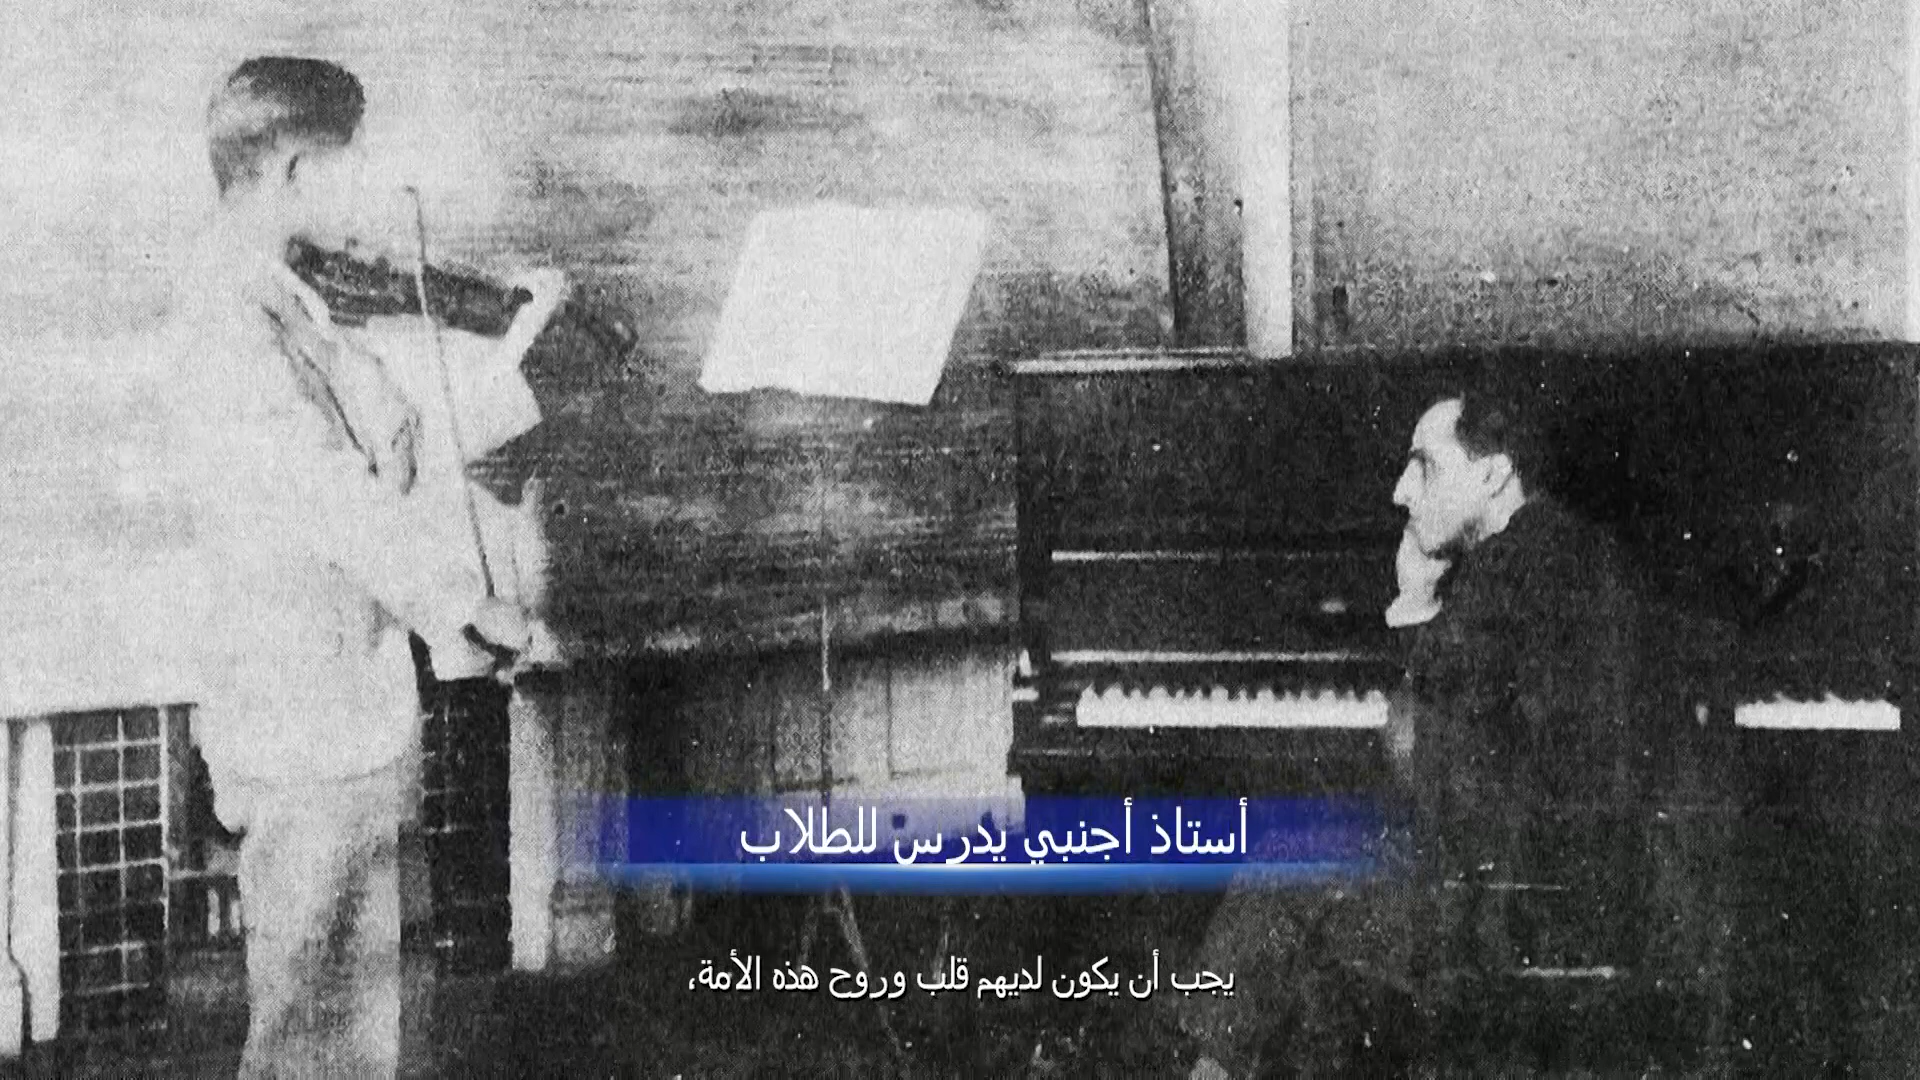 أستاذ أجنبي يدرس للطلاب
يجب أن يكون لديهم قلب وروح هذه الأمة،